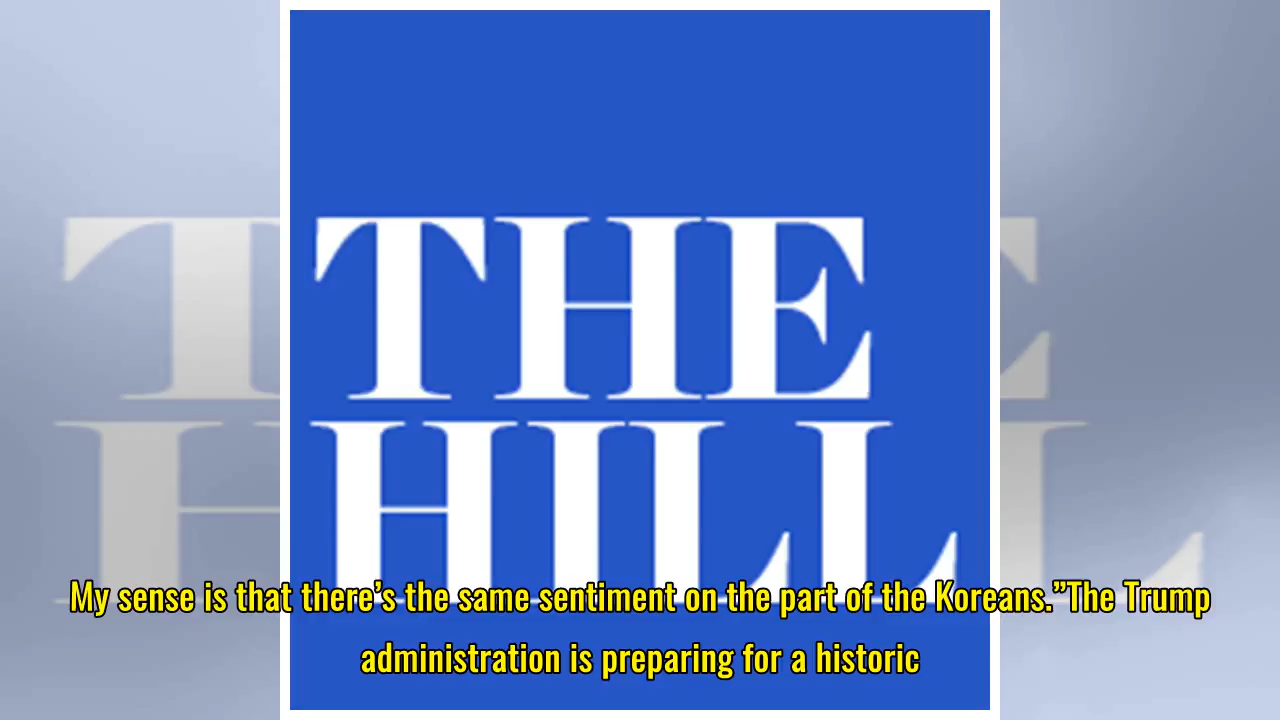 THE
HILL
My sense is that there’s the same sentiment on the part of the Koreans.”The Trump
administration is preparing for a historic